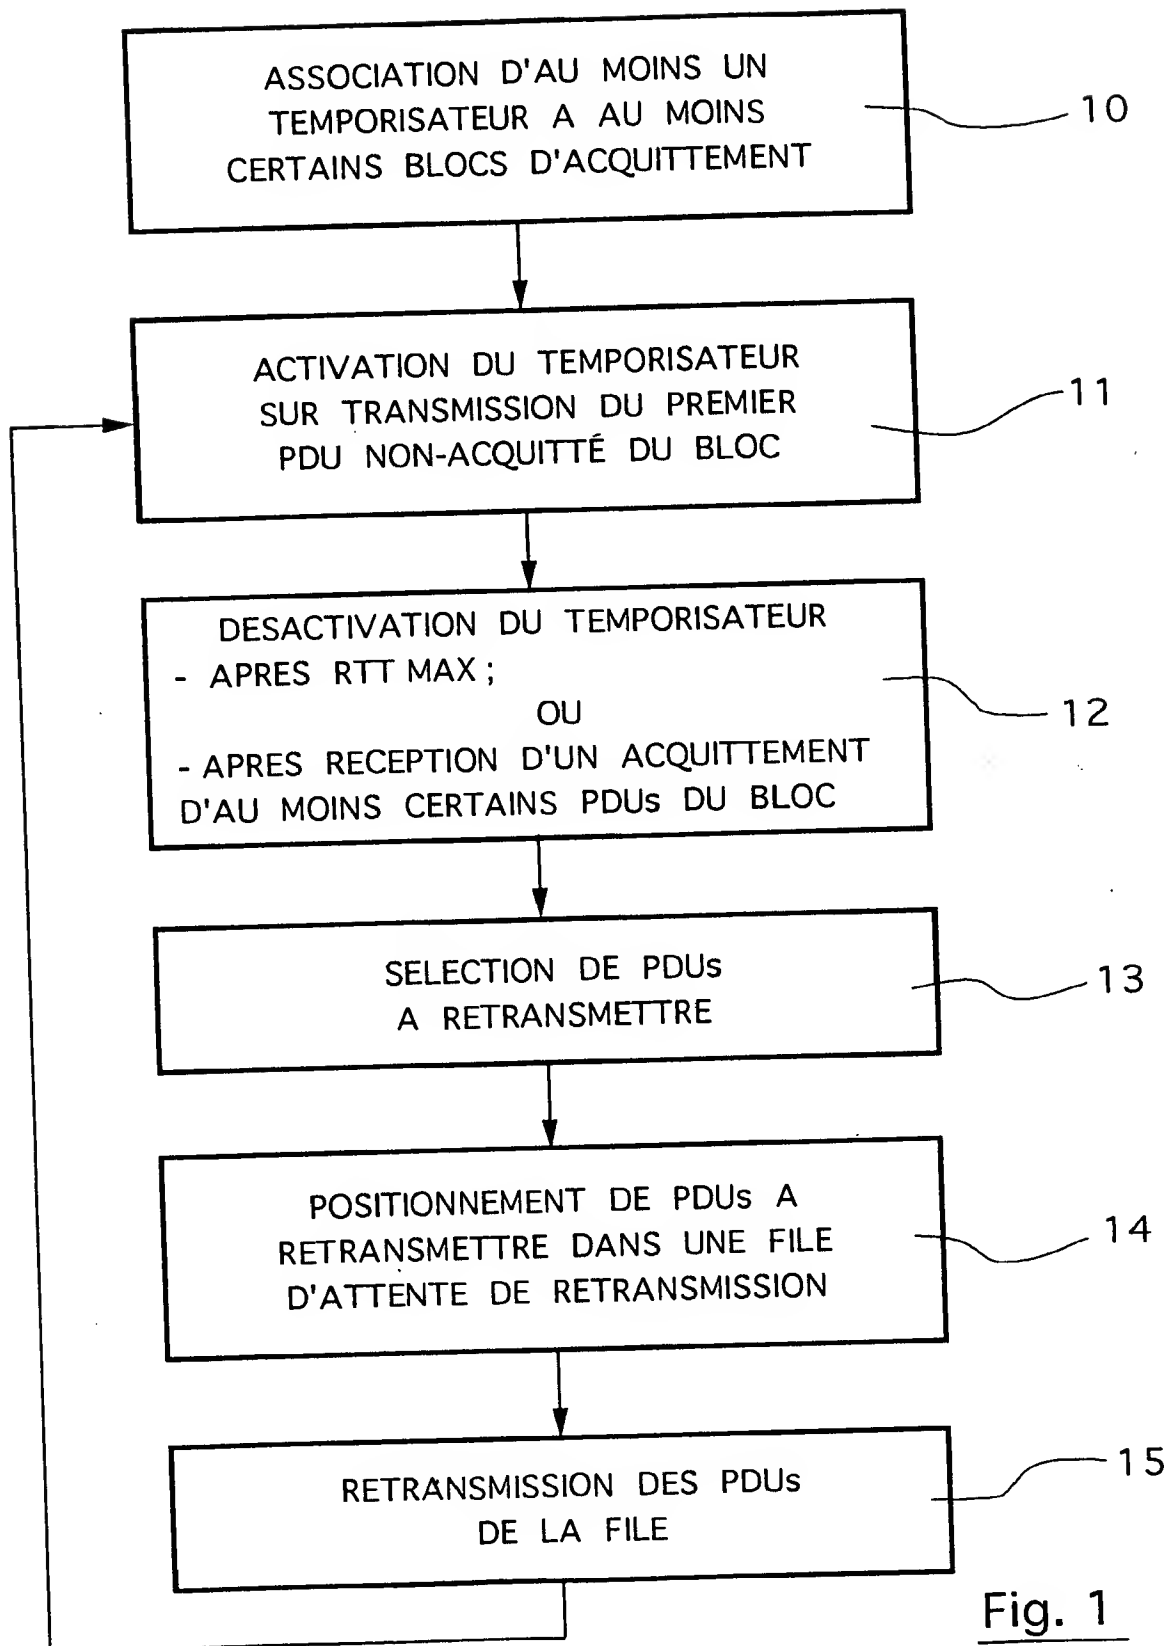 ASSOCIATION D'AU MOINS UN
TEMPORISATEUR A AU MOINS
CERTAINS BLOCS D'ACQUITTEMENT
10
ACTIVATION DU TEMPORISATEUR
SUR TRANSMISSION DU PREMIER
PDU NON-ACQUITTÉ DU BLOC
11
DESACTIVATION DU TEMPORISATEUR
- APRES RTT MAX ;
OU
- APRES RECEPTION D'UN ACQUITTEMENT
D'AU MOINS CERTAINS PDUs DU BLOC
12
SELECTION DE PDUs
A RETRANSMETTRE
13
POSITIONNEMENT DE PDUs A
RETRANSMETTRE DANS UNE FILE
D'ATTENTE DE RETRANSMISSION
14
RETRANSMISSION DES PDUs
DE LA FILE
15
Fig. 1